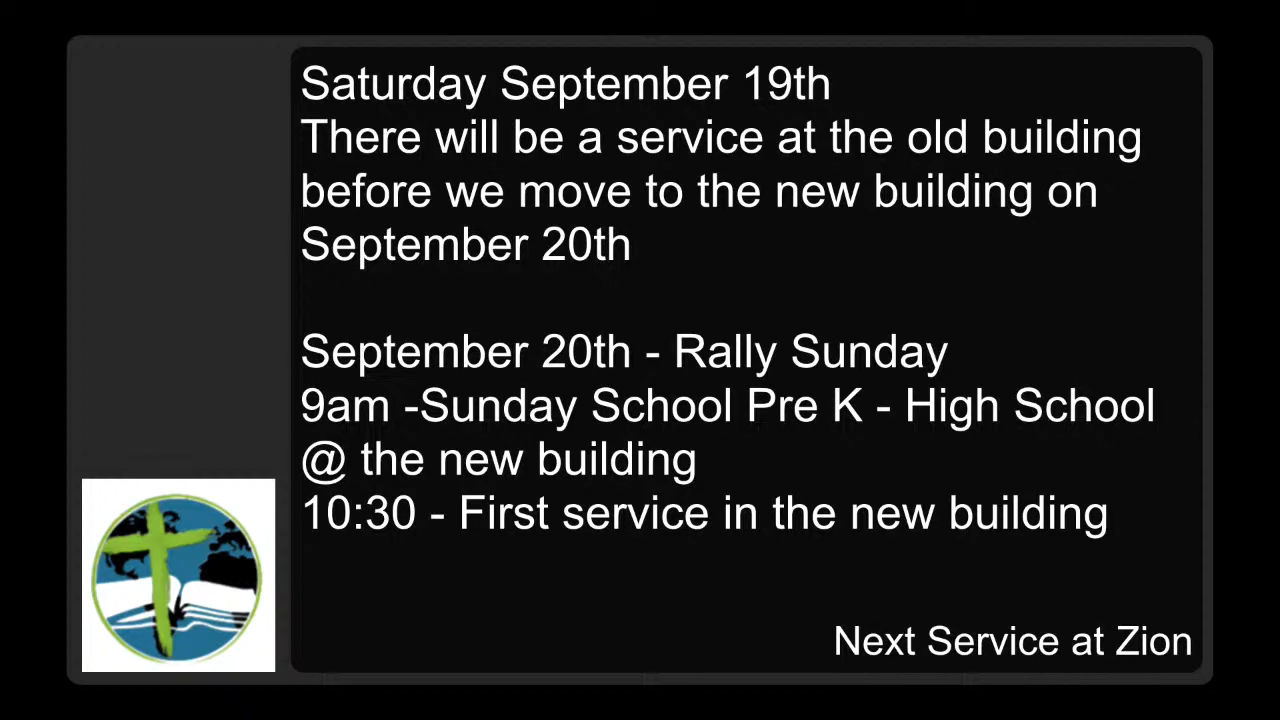 Saturday September 19th
There will be a service at the old building
before we move to the new building on
September 20th
September 20th - Rally Sunday
9am -Sunday School Pre K - High School
@ the new building
10:30 - First service in the new building
Next Service at Zion